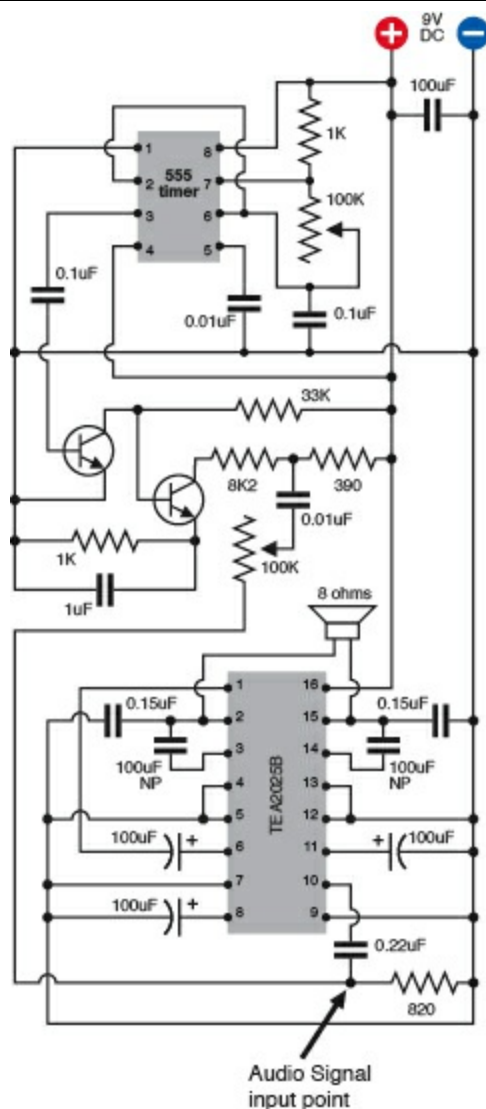 9V
DC
+
−
100uF
1
2
3
4
555
timer
8
7
6
5
1K
100K
0.1uF
0.01uF
0.1uF
33K
8K2
390
0.01uF
100K
1K
1uF
8 ohms
0.15uF
0.15uF
100uF
NP
100uF
NP
1
2
3
4
5
6
7
8
TEA2025B
16
15
14
13
12
11
10
9
100uF
+
+
100uF
100uF
+
0.22uF
820
Audio Signal
input point